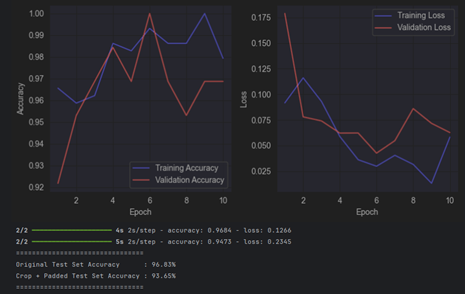 1.00
0.99
0.98
0.97
0.96
0.95
0.94
0.93
0.92
Accuracy
2 4 6 8 10
Epoch
Training Accuracy
Validation Accuracy
0.175
0.150
0.125
0.100
0.075
0.050
0.025
Loss
2 4 6 8 10
Epoch
Training Loss
Validation Loss
2/2 4s 2s/step - accuracy: 0.9684 - loss: 0.1266
2/2 5s 2s/step - accuracy: 0.9473 - loss: 0.2345
================================
Original Test Set Accuracy : 96.83%
Crop + Padded Test Set Accuracy : 93.65%
================================